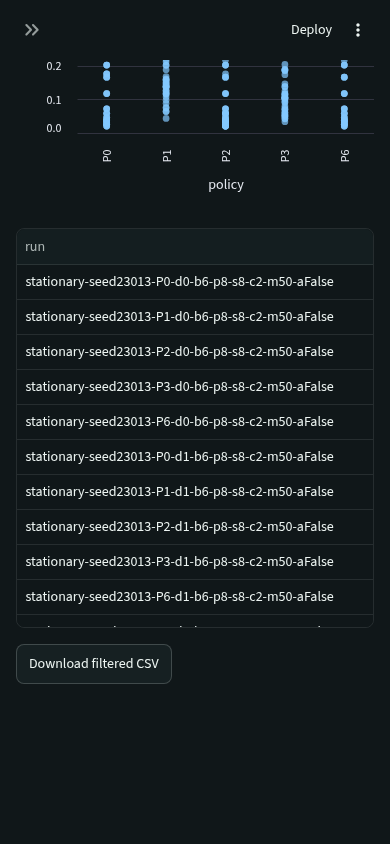 Deploy
0.2
0.1
0.0
P0
P1
P2
P3
P6
policy
run
stationary-seed23013-P0-d0-b6-p8-s8-c2-m50-aFalse
stationary-seed23013-P1-d0-b6-p8-s8-c2-m50-aFalse
stationary-seed23013-P2-d0-b6-p8-s8-c2-m50-aFalse
stationary-seed23013-P3-d0-b6-p8-s8-c2-m50-aFalse
stationary-seed23013-P6-d0-b6-p8-s8-c2-m50-aFalse
stationary-seed23013-P0-d1-b6-p8-s8-c2-m50-aFalse
stationary-seed23013-P1-d1-b6-p8-s8-c2-m50-aFalse
stationary-seed23013-P2-d1-b6-p8-s8-c2-m50-aFalse
stationary-seed23013-P3-d1-b6-p8-s8-c2-m50-aFalse
stationary-seed23013-P6-d1-b6-p8-s8-c2-m50-aFalse
Download filtered CSV